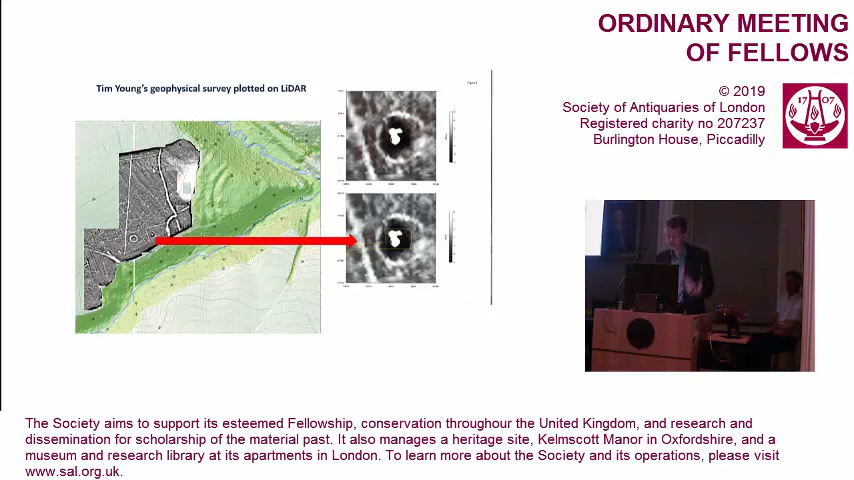 ORDINARY MEETING
OF FELLOWS
© 2019
Society of Antiquaries of London
Registered charity no 207237
Burlington House, Piccadilly
1707
Tim Young's geophysical survey plotted on LiDAR
The Society aims to support its esteemed Fellowship, conservation throughour the United Kingdom, and research and
dissemination for scholarship of the material past. It also manages a heritage site, Kelmscott Manor in Oxfordshire, and a
museum and research library at its apartments in London. To learn more about the Society and its operations, please visit
www.sal.org.uk.